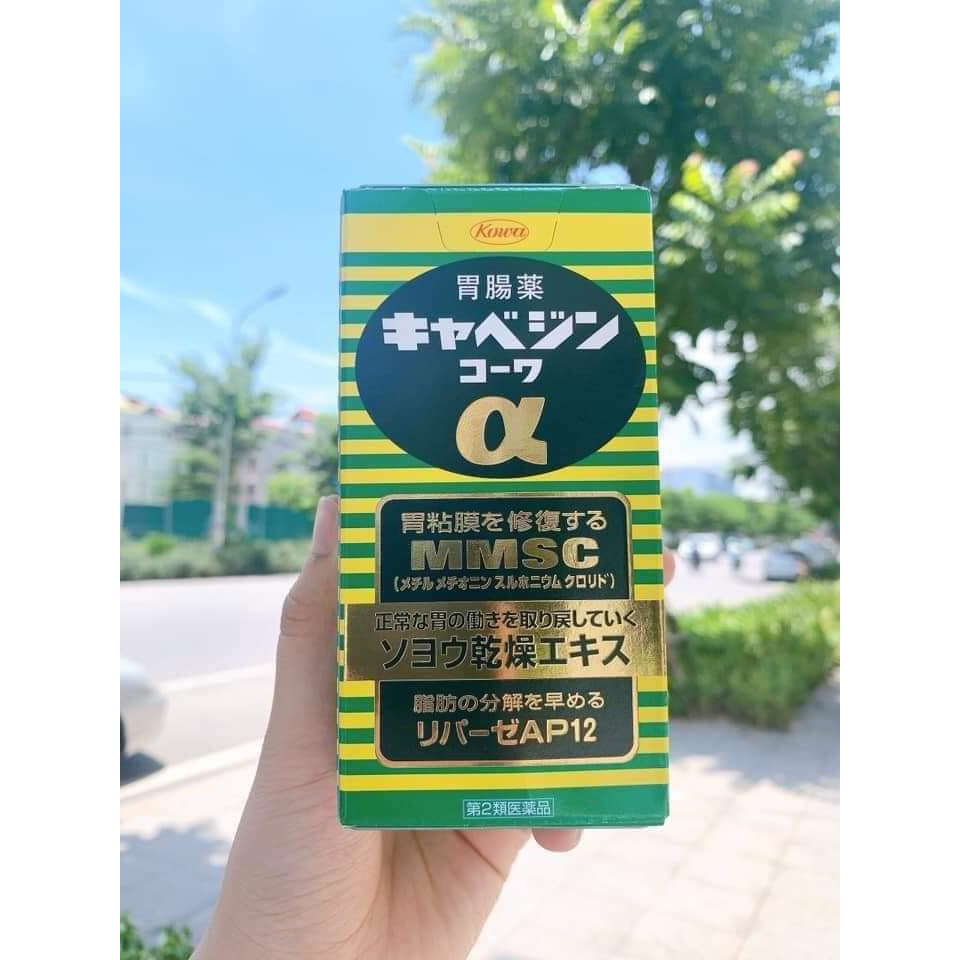 Kowa
胃腸薬
キャベジン
コーワ
α
胃粘膜を修復する
MMSC
(メチル メチオニン スルホニウム クロリド)
正常な胃の働きを取り戻していく
ソヨウ乾燥エキス
脂肪の分解を早める
リパーゼAP12
第2類医薬品